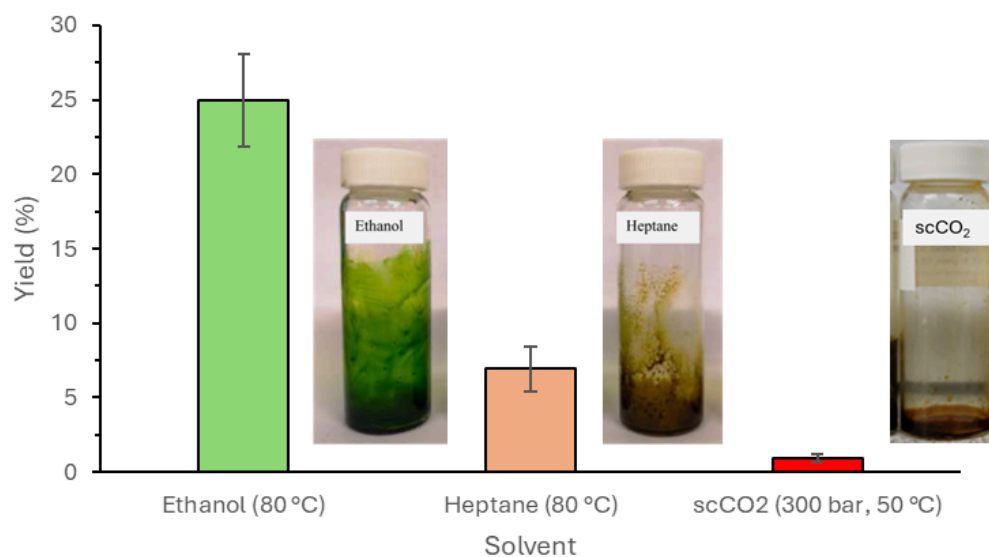 30
25
20
15
10
5
0
Yield (%)
Ethanol
Heptane
scCO₂
Ethanol (80 °C)
Heptane (80 °C)
scCO2 (300 bar, 50 °C)
Solvent